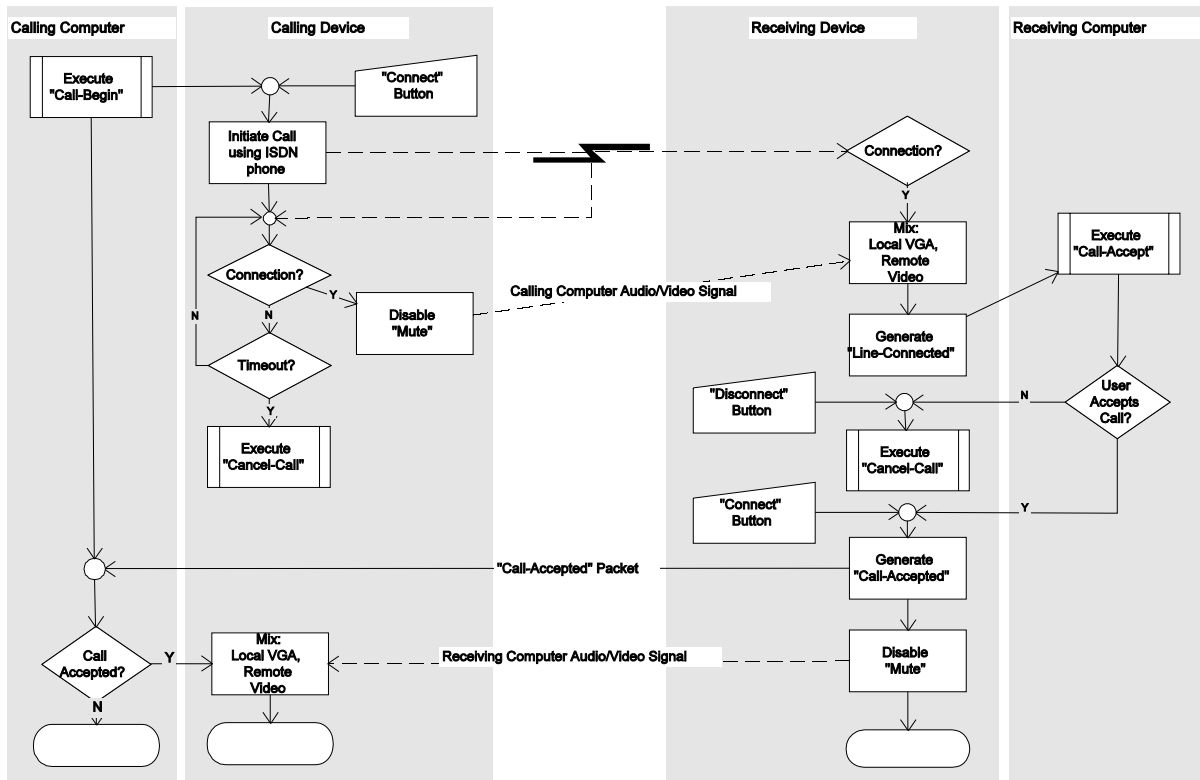 Calling Computer
Calling Device
Receiving Device
Receiving Computer
Execute
"Call-Begin"
"Connect"
Button
Initiate Call
using ISDN
phone
Connection?
Y
N
N
Timeout?
Y
Execute
"Cancel-Call"
Disable
"Mute"
Calling Computer Audio/Video Signal
Connection?
Y
Mix:
Local VGA,
Remote
Video
Generate
"Line-Connected"
Execute
"Call-Accept"
User
Accepts
Call?
N
Y
"Disconnect"
Button
Execute
"Cancel-Call"
"Connect"
Button
Generate
"Call-Accepted"
"Call-Accepted" Packet
Disable
"Mute"
Receiving Computer Audio/Video Signal
Call
Accepted?
Y
N
Mix:
Local VGA,
Remote
Video